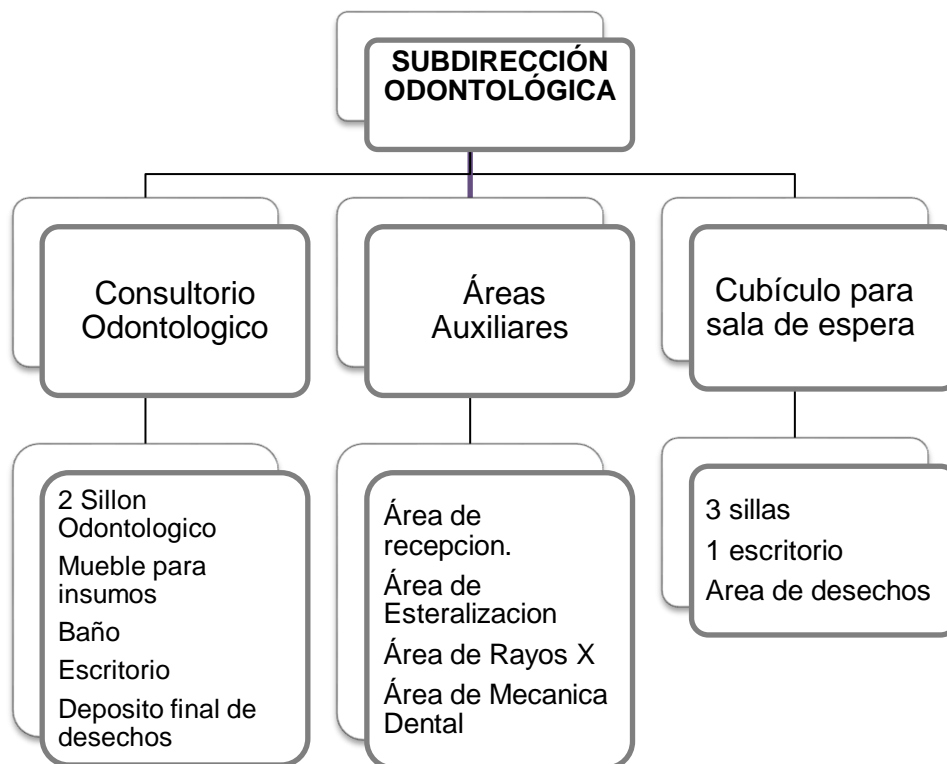 SUBDIRECCIÓN
ODONTOLÓGICA
Consultorio
Odontologico
Áreas
Auxiliares
Cubículo para
sala de espera
2 Sillon
Odontologico
Mueble para
insumos
Baño
Escritorio
Deposito final de
desechos
Área de
recepcion.
Área de
Esteralizacion
Área de Rayos X
Área de Mecanica
Dental
3 sillas
1 escritorio
Area de desechos